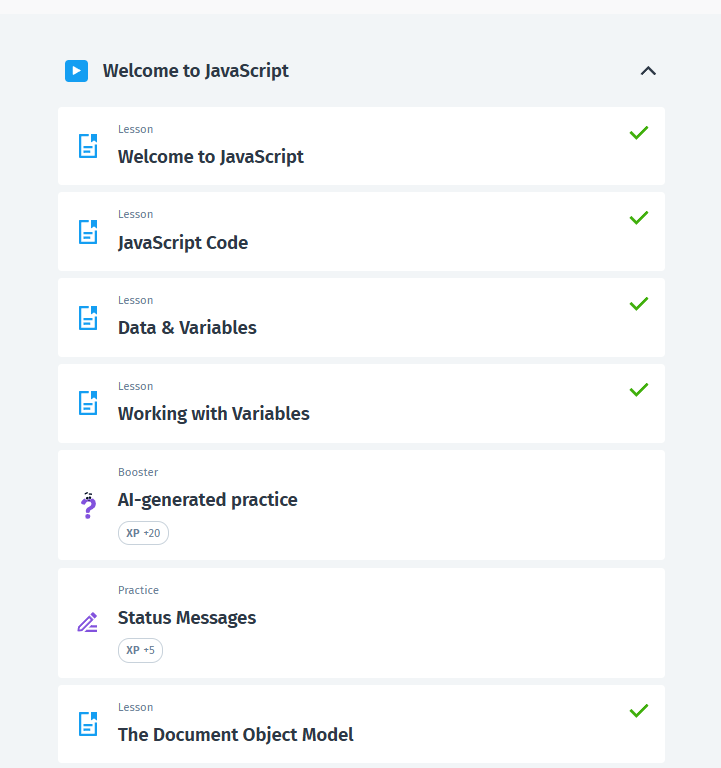 Welcome to JavaScript
Lesson
Welcome to JavaScript
Lesson
JavaScript Code
Lesson
Data & Variables
Lesson
Working with Variables
Booster
AI-generated practice
XP +20
Practice
Status Messages
XP +5
Lesson
The Document Object Model